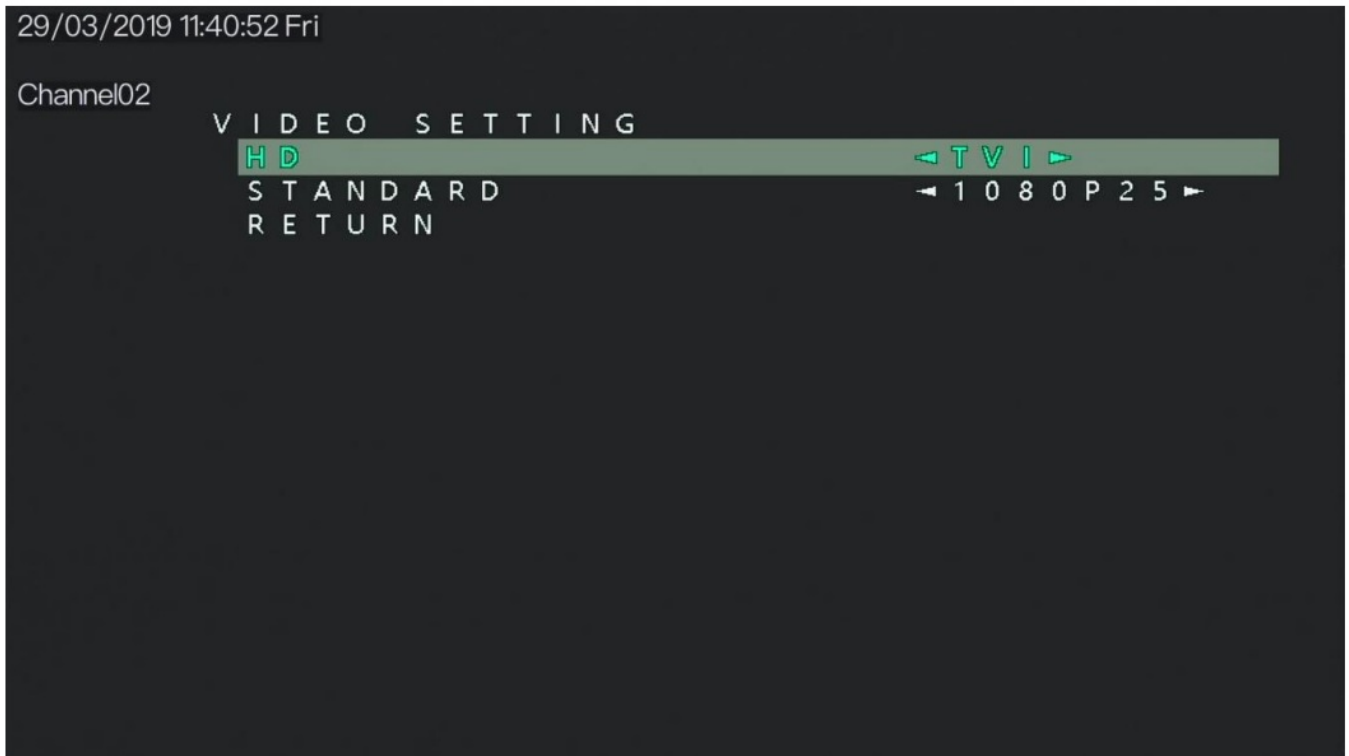 29/03/2019 11:40:52 Fri
Channel02
VIDEO SETTING
HD ◄TVI►
STANDARD ◄1080P25►
RETURN